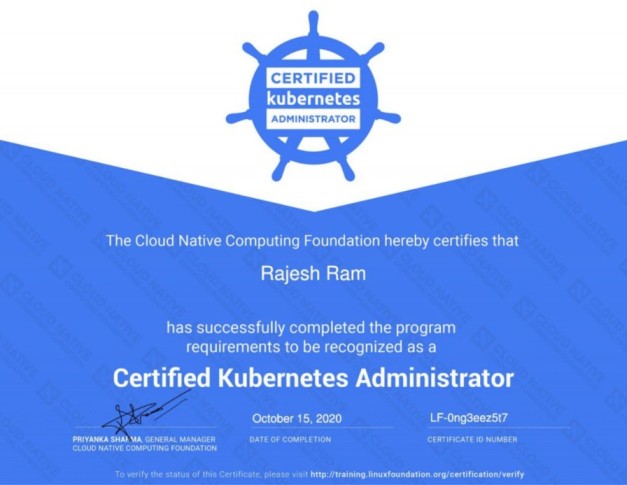 CERTIFIED
kubernetes
ADMINISTRATOR
The Cloud Native Computing Foundation hereby certifies that
Rajesh Ram
has successfully completed the program
requirements to be recognized as a
Certified Kubernetes Administrator
October 15, 2020
LF-0ng3eez5t7
PRIYANKA SHARMA, GENERAL MANAGER
CLOUD NATIVE COMPUTING FOUNDATION
DATE OF COMPLETION
CERTIFICATE ID NUMBER
To verify the status of this Certificate, please visit http://training.linuxfoundation.org/certification/verify